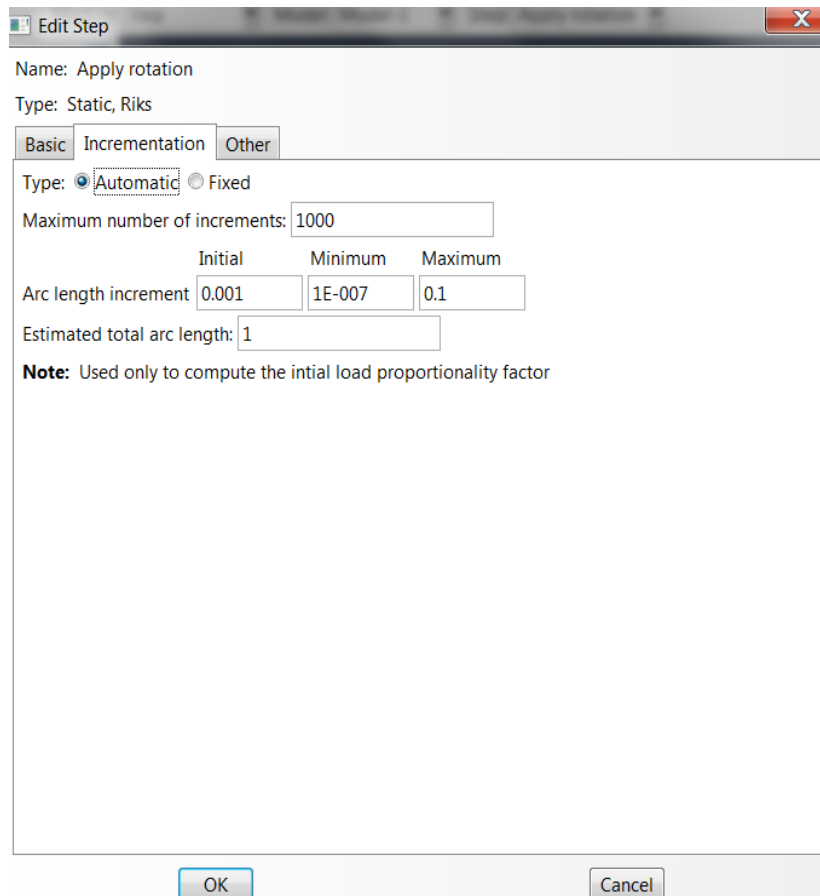 Edit Step
Name: Apply rotation
Type: Static, Riks
Basic Incrementation Other
Type: Automatic Fixed
Maximum number of increments: 1000
Initial Minimum Maximum
Arc length increment 0.001 1E-007 0.1
Estimated total arc length: 1
Note: Used only to compute the intial load proportionality factor
OK Cancel